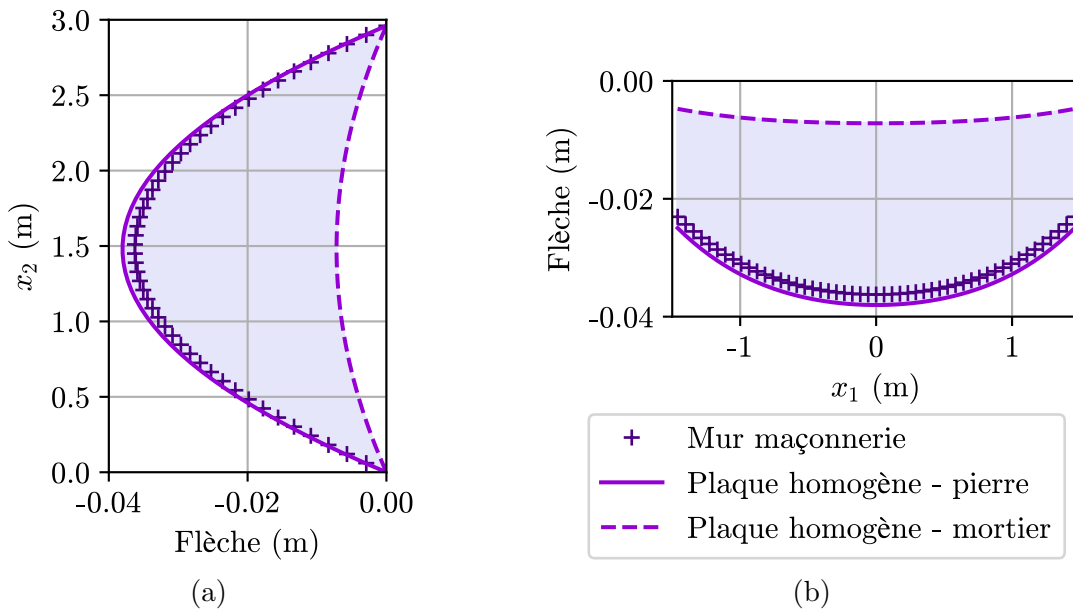 3.0
2.5
2.0
1.5
1.0
0.5
0.0
x2 (m)
-0.04
-0.02
0.00
Flèche (m)
(a)
0.00
-0.02
-0.04
Flèche (m)
-1
0
1
x1 (m)
Mur maçonnerie
Plaque homogène - pierre
Plaque homogène - mortier
(b)